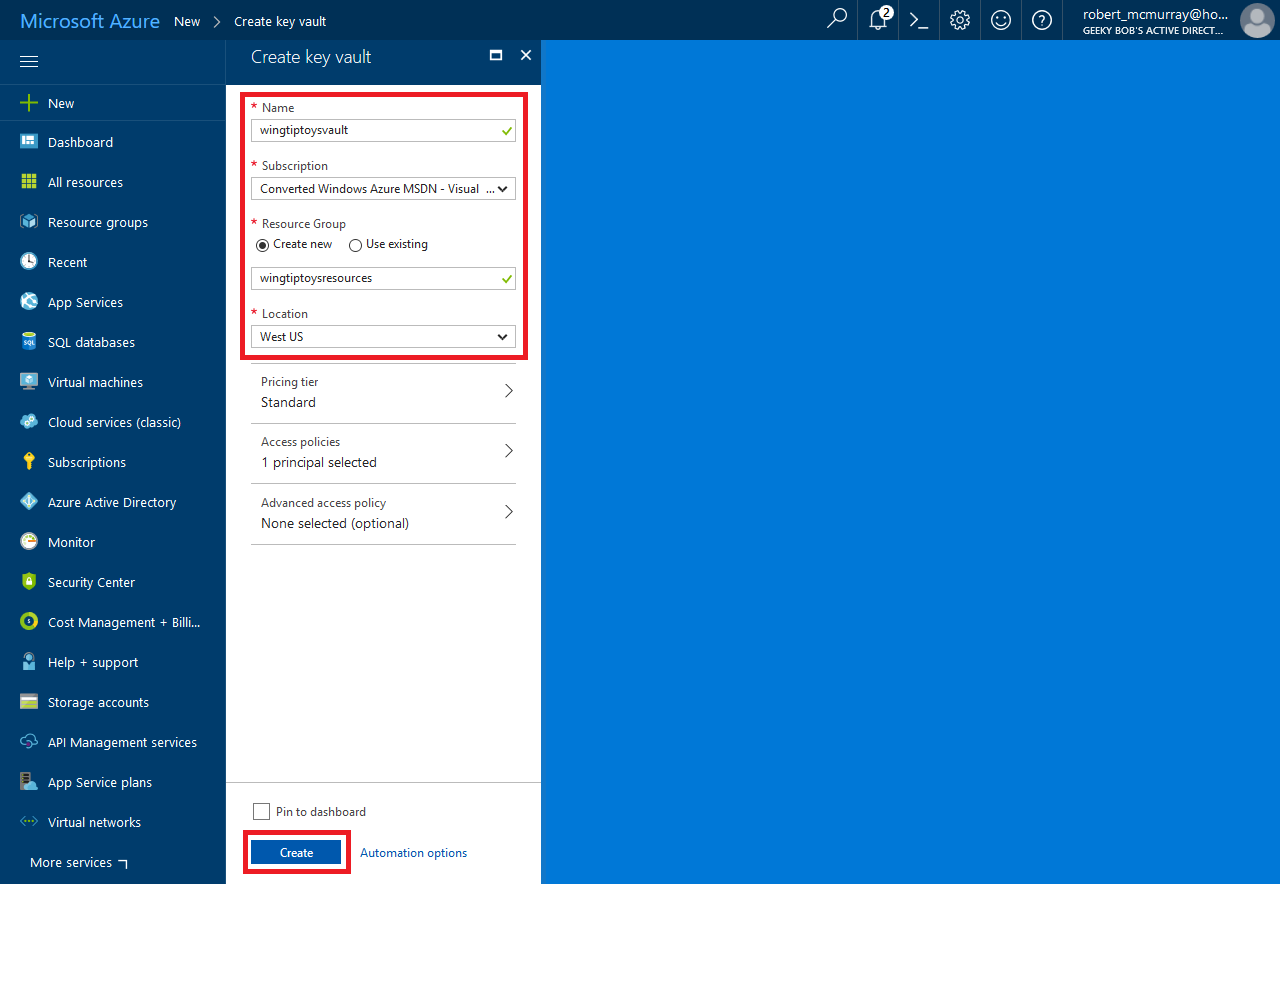 Microsoft Azure New > Create key vault
2
robert_mcmurray@ho...
GEEKY BOB'S ACTIVE DIRECT...
New
Dashboard
All resources
Resource groups
Recent
App Services
SQL databases
Virtual machines
Cloud services (classic)
Subscriptions
Azure Active Directory
Monitor
Security Center
Cost Management + Billi...
Help + support
Storage accounts
API Management services
App Service plans
Virtual networks
More services
Create key vault
* Name
wingtiptoysvault
* Subscription
Converted Windows Azure MSDN - Visual ...
* Resource Group
Create new Use existing
wingtiptoysresources
* Location
West US
Pricing tier
Standard
Access policies
1 principal selected
Advanced access policy
None selected (optional)
Pin to dashboard
Create Automation options